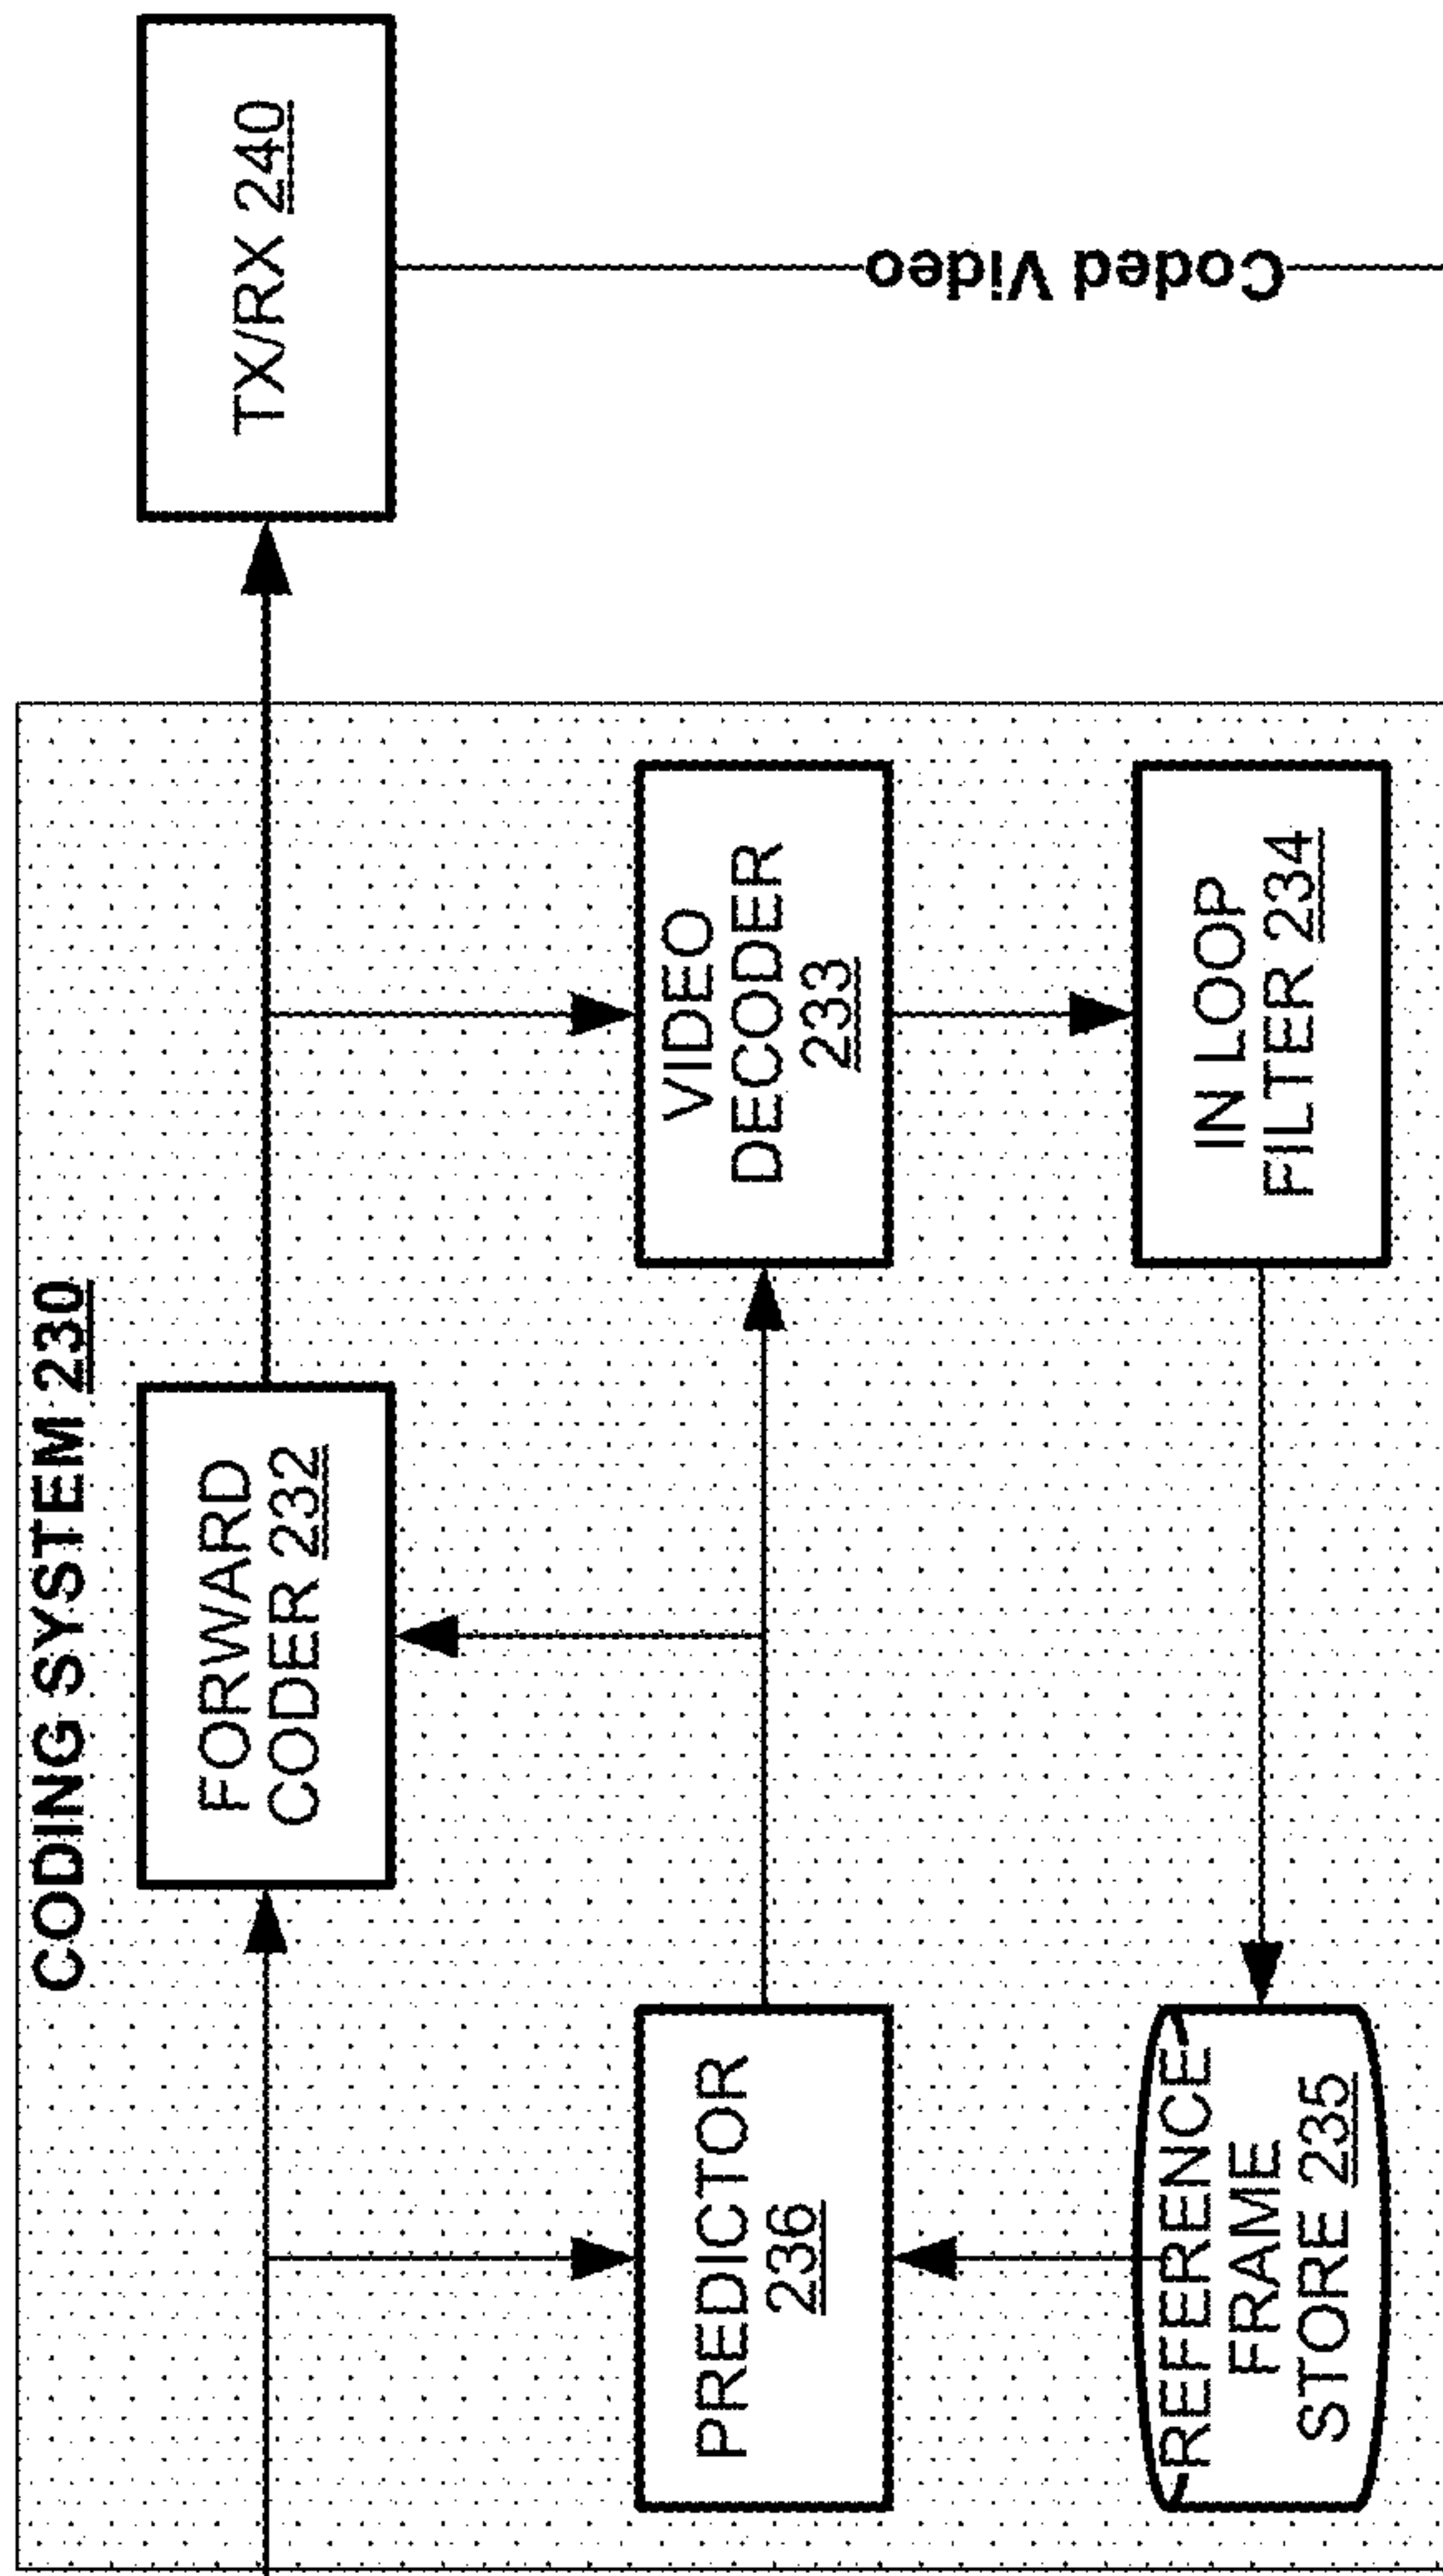 CODING SYSTEM 230
FORWARD
CODER 232
TX/RX 240
PREDICTOR
236
VIDEO
DECODER
233
Coded Video
REFERENCE
FRAME
STORE 235
IN LOOP
FILTER 234